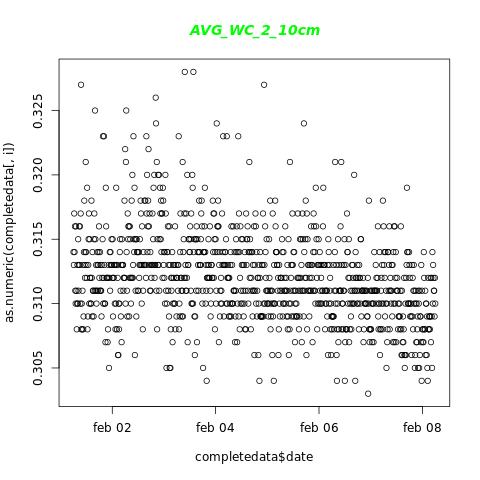 AVG_WC_2_10cm
as.numeric(completedata[, i])
0.325
0.320
0.315
0.310
0.305
feb 02 feb 04 feb 06 feb 08
completedata$date